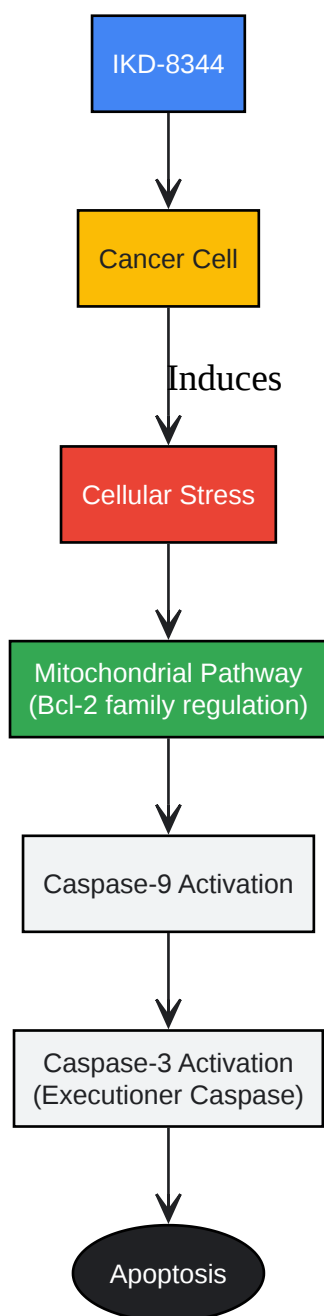 IKD-8344
Cancer Cell
Induces
Cellular Stress
Mitochondrial Pathway
(Bcl-2 family regulation)
Caspase-9 Activation
Caspase-3 Activation
(Executioner Caspase)
Apoptosis